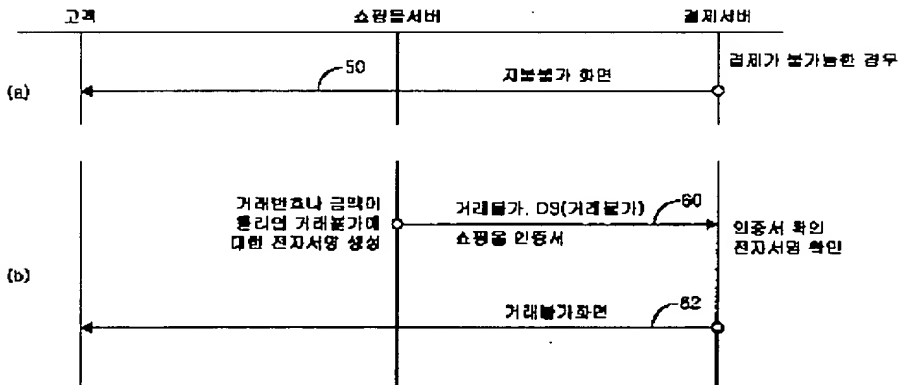 고객 쇼핑몰서버 결제서버
결제가 불가능한 경우
50
지불불가 화면
(a)
거래번호나 금액이
틀리면 거래불가에
대한 전자서명 생성
거래불가, DS(거래불가)
60
쇼핑몰 인증서
인증서 확인
전자서명 확인
(b)
거래불가화면
62